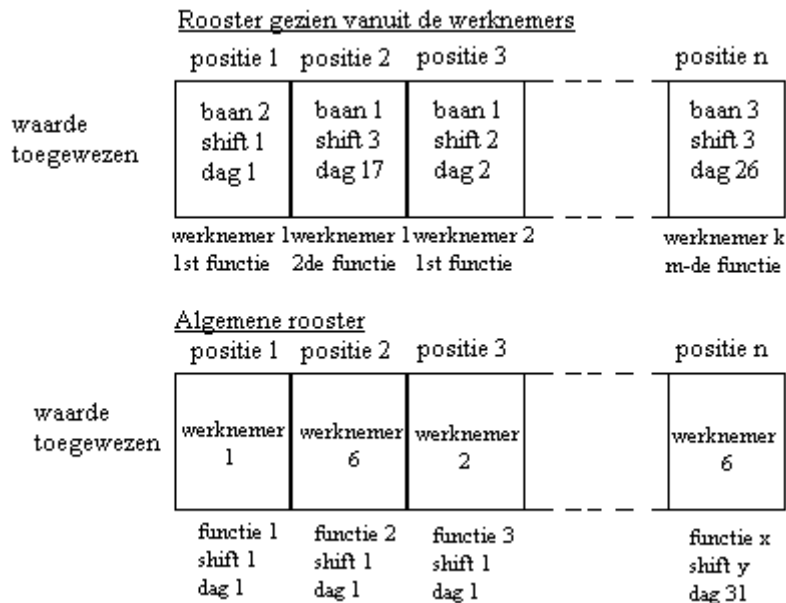 Rooster gezien vanuit de werknemers
positie 1 positie 2 positie 3 positie n
waarde
toegewezen
baan 2
shift 1
dag 1
baan 1
shift 3
dag 17
baan 1
shift 2
dag 2
baan 3
shift 3
dag 26
werknemer 1
1st functie
werknemer 1
2de functie
werknemer 2
1st functie
werknemer k
m-de functie
Algemene rooster
positie 1 positie 2 positie 3 positie n
waarde
toegewezen
werknemer
1
werknemer
6
werknemer
2
werknemer
6
functie 1
shift 1
dag 1
functie 2
shift 1
dag 1
functie 3
shift 1
dag 1
functie x
shift y
dag 31